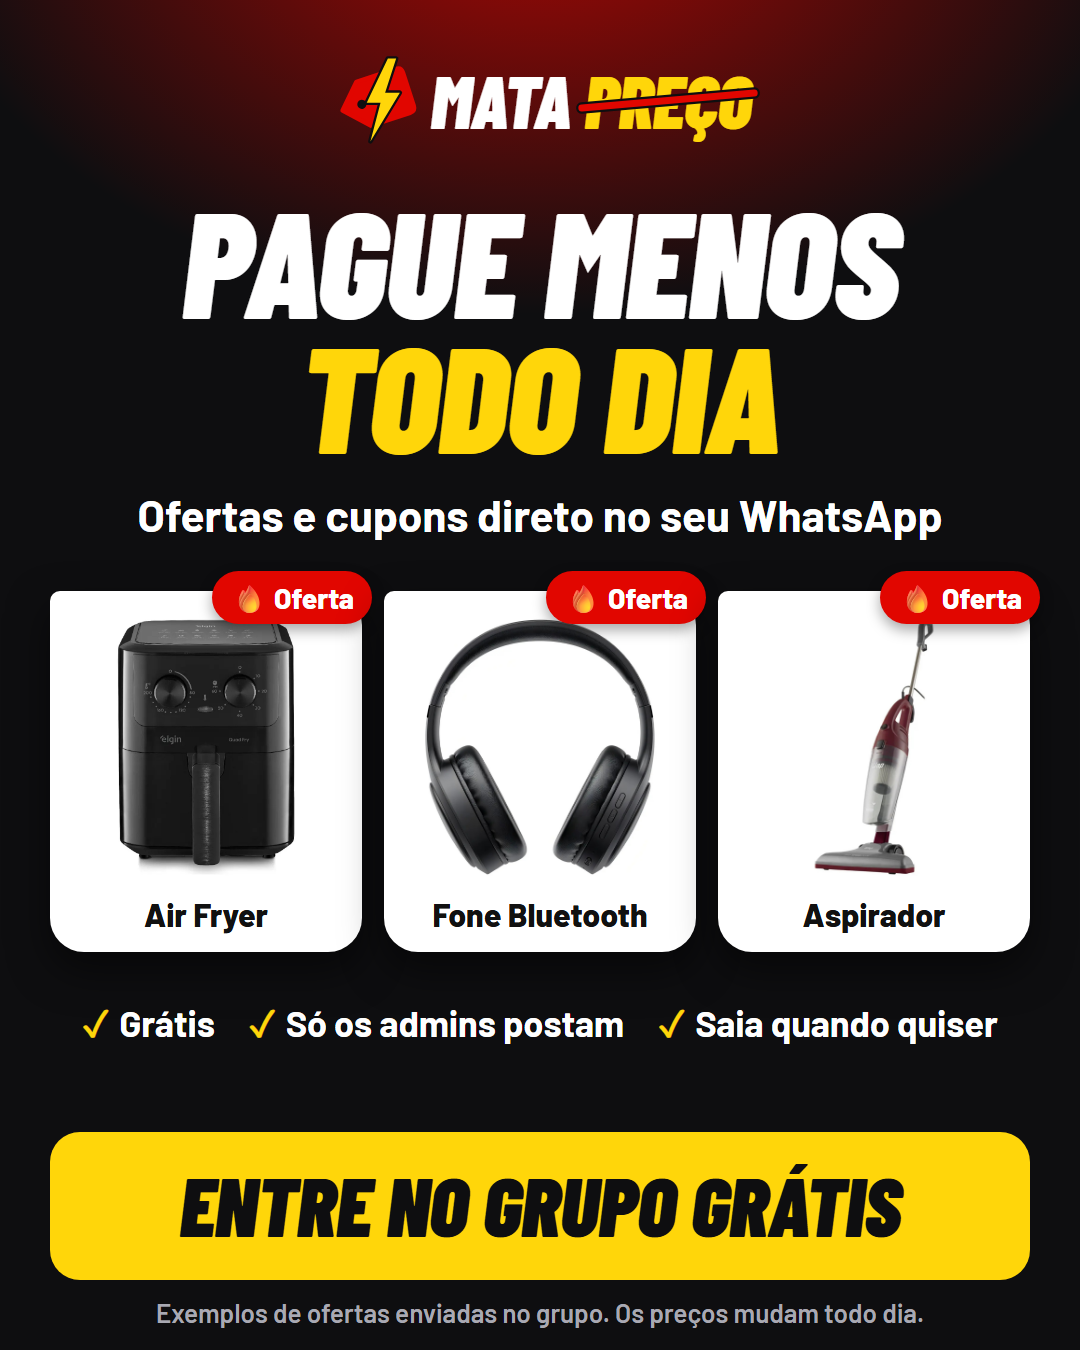 MATA PREÇO
PAGUE MENOS
TODO DIA
Ofertas e cupons direto no seu WhatsApp
Oferta
Oferta
Oferta
elgin
Air Fryer
Fone Bluetooth
Aspirador
✓ Grátis ✓ Só os admins postam ✓ Saia quando quiser
ENTRE NO GRUPO GRÁTIS
Exemplos de ofertas enviadas no grupo. Os preços mudam todo dia.